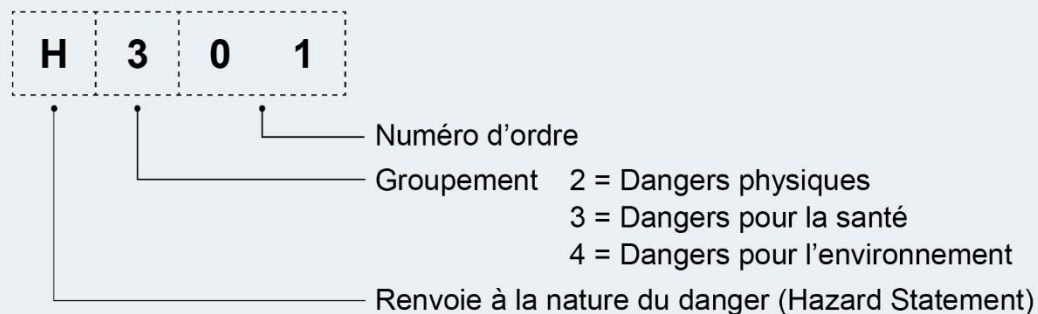 H 3 0 1
Numéro d'ordre
Groupement 2 = Dangers physiques
3 = Dangers pour la santé
4 = Dangers pour l'environnement
Renvoie à la nature du danger (Hazard Statement)